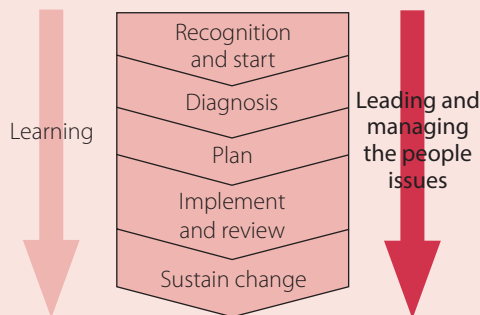 Recognition
and start
Diagnosis
Plan
Implement
and review
Sustain change
Learning
Leading and
managing
the people
issues